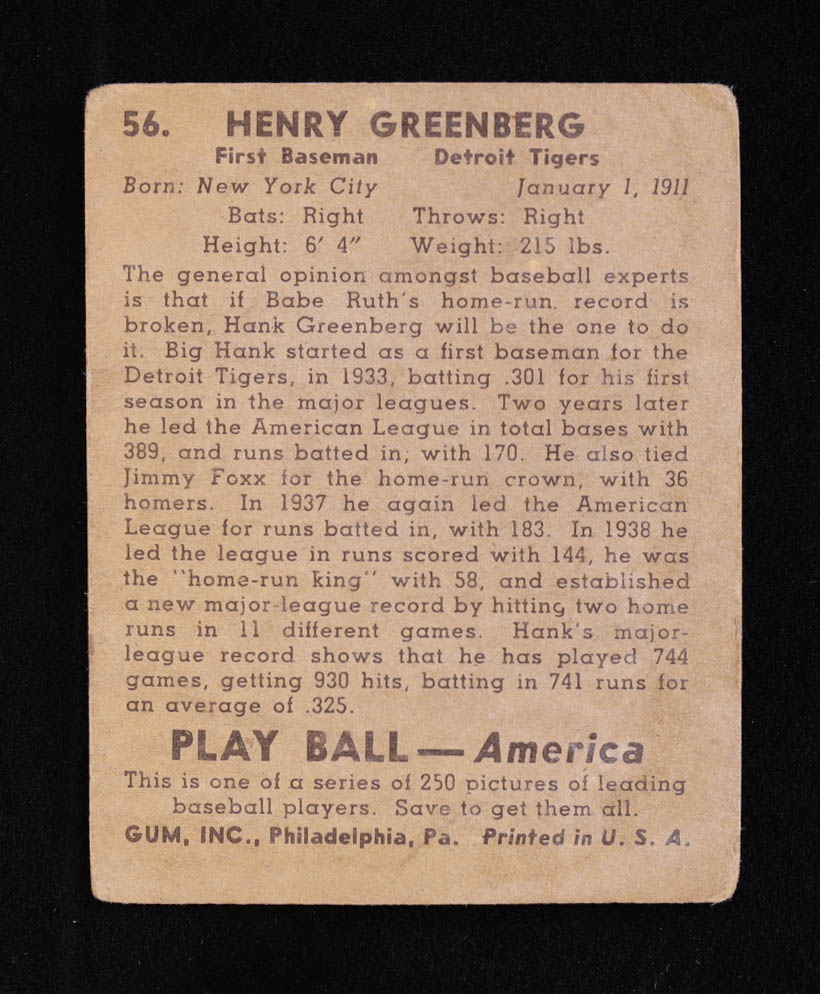 56. HENRY GREENBERG
First Baseman Detroit Tigers
Born: New York City January 1, 1911
Bats: Right Throws: Right
Height: 6′ 4″ Weight: 215 lbs.
The general opinion amongst baseball experts
is that if Babe Ruth's home-run record is
broken, Hank Greenberg will be the one to do
it. Big Hank started as a first baseman for the
Detroit Tigers, in 1933, batting .301 for his first
season in the major leagues. Two years later
he led the American League in total bases with
389, and runs batted in; with 170. He also tied
Jimmy Foxx for the home-run crown, with 36
homers. In 1937 he again led the American
League for runs batted in, with 183. In 1938 he
led the league in runs scored with 144, he was
the "home-run king" with 58, and established
a new major-league record by hitting two home
runs in 11 different games. Hank's major-
league record shows that he has played 744
games, getting 930 hits, batting in 741 runs for
an average of .325.
PLAY BALL—America
This is one of a series of 250 pictures of leading
baseball players. Save to get them all.
GUM, INC., Philadelphia, Pa. Printed in U. S. A.